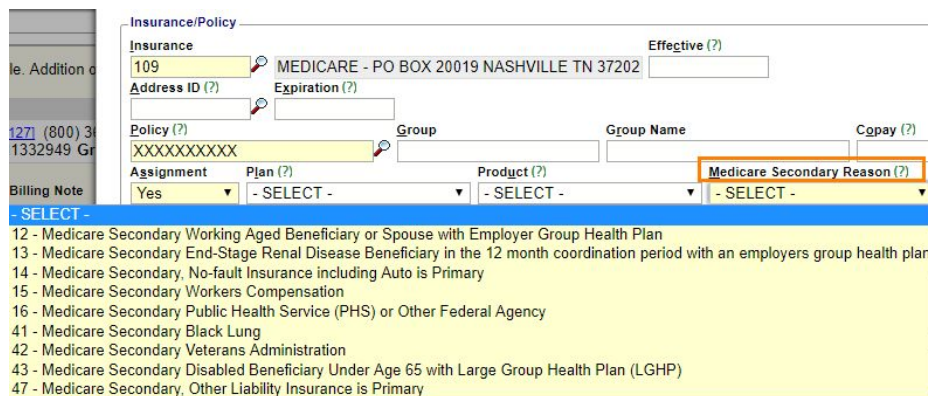 Insurance/Policy
Insurance
Effective (?)
le. Addition o
109
MEDICARE - PO BOX 20019 NASHVILLE TN 37202
Address ID (?) Expiration (?)
127] (800) 3
Policy (?) Group Group Name Copay (?)
1332949 Gr
XXXXXXXXXX
Assignment Plan (?) Product (?) Medicare Secondary Reason (?)
Billing Note
Yes - SELECT - - SELECT - - SELECT -
- SELECT -
12 - Medicare Secondary Working Aged Beneficiary or Spouse with Employer Group Health Plan
13 - Medicare Secondary End-Stage Renal Disease Beneficiary in the 12 month coordination period with an employers group health plan
14 - Medicare Secondary, No-fault Insurance including Auto is Primary
15 - Medicare Secondary Workers Compensation
16 - Medicare Secondary Public Health Service (PHS) or Other Federal Agency
41 - Medicare Secondary Black Lung
42 - Medicare Secondary Veterans Administration
43 - Medicare Secondary Disabled Beneficiary Under Age 65 with Large Group Health Plan (LGHP)
47 - Medicare Secondary, Other Liability Insurance is Primary